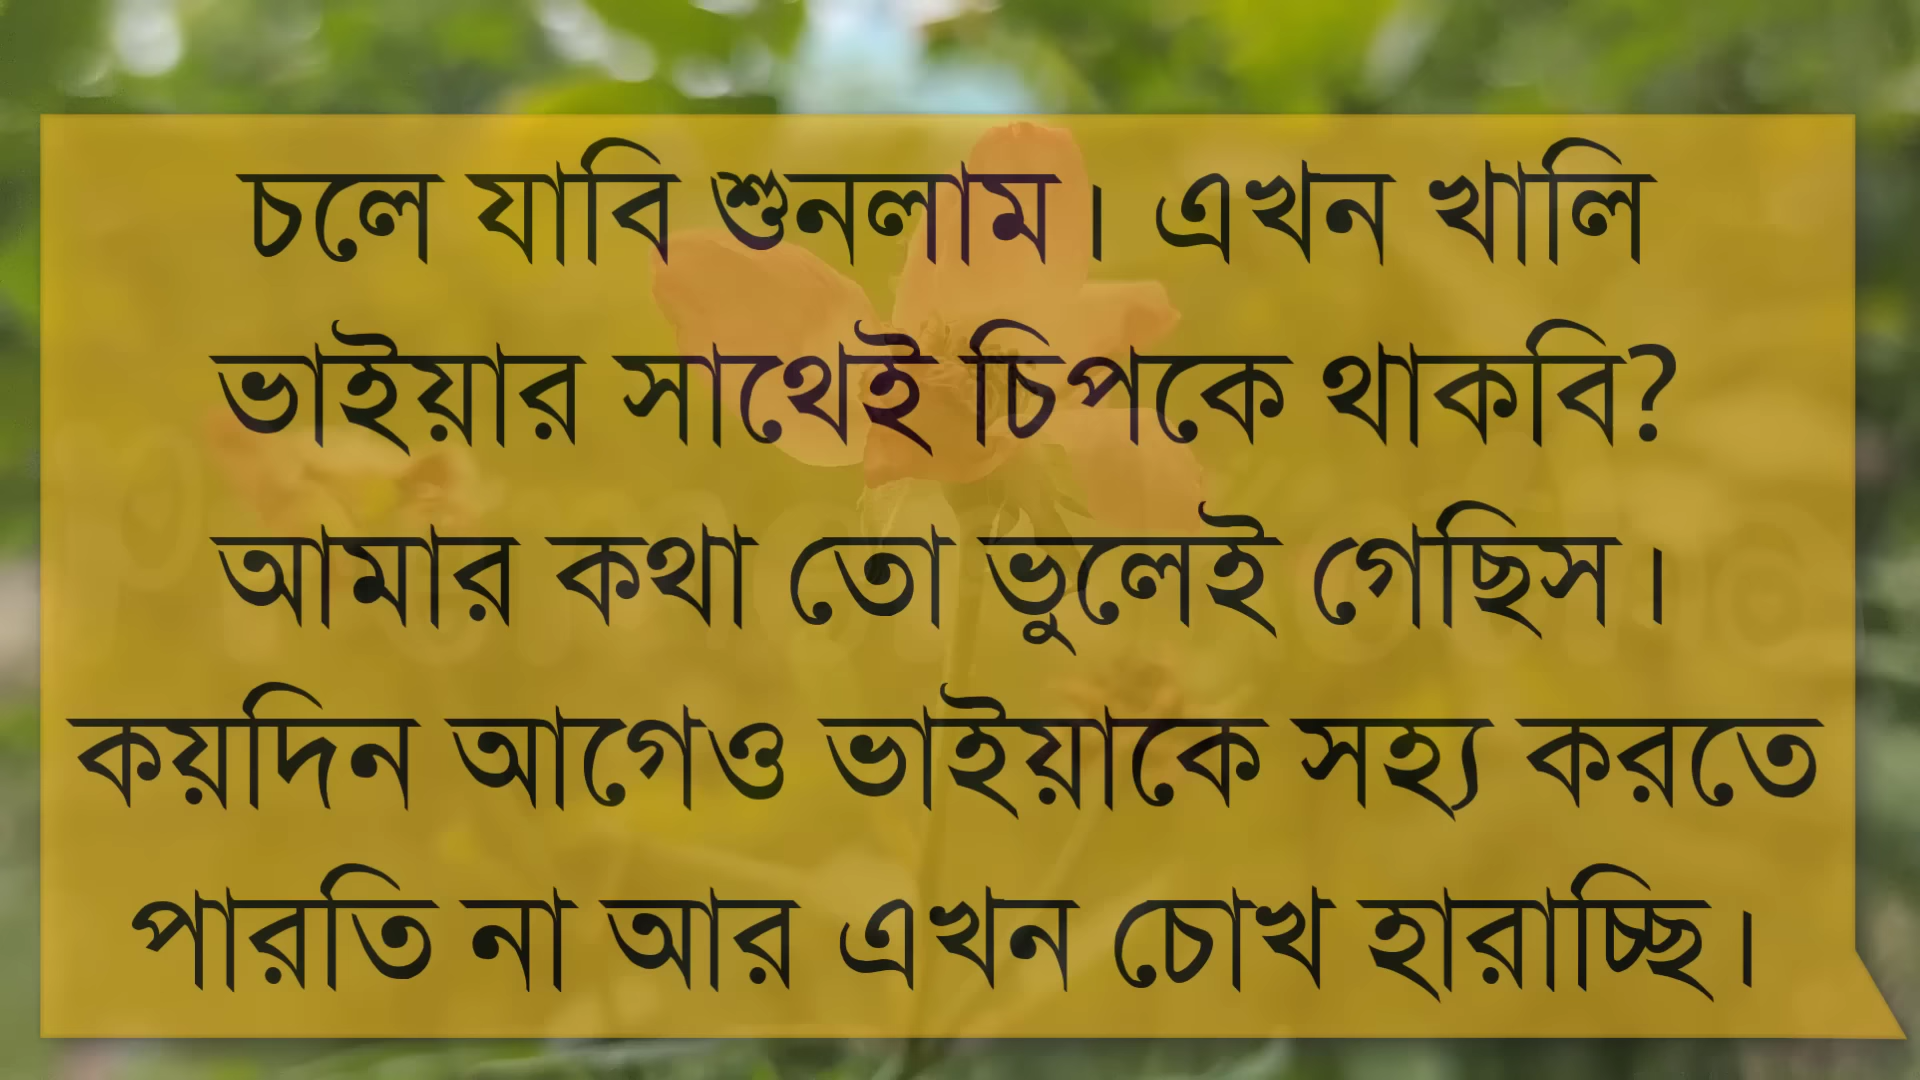 চলে যাবি শুনলাম। এখন খালি
ভাইয়ার সাথেই চিপকে থাকবি?
আমার কথা তো ভুলেই গেছিস।
কয়দিন আগেও ভাইয়াকে সহ্য করতে
পারতি না আর এখন চোখ হারাচ্ছি।